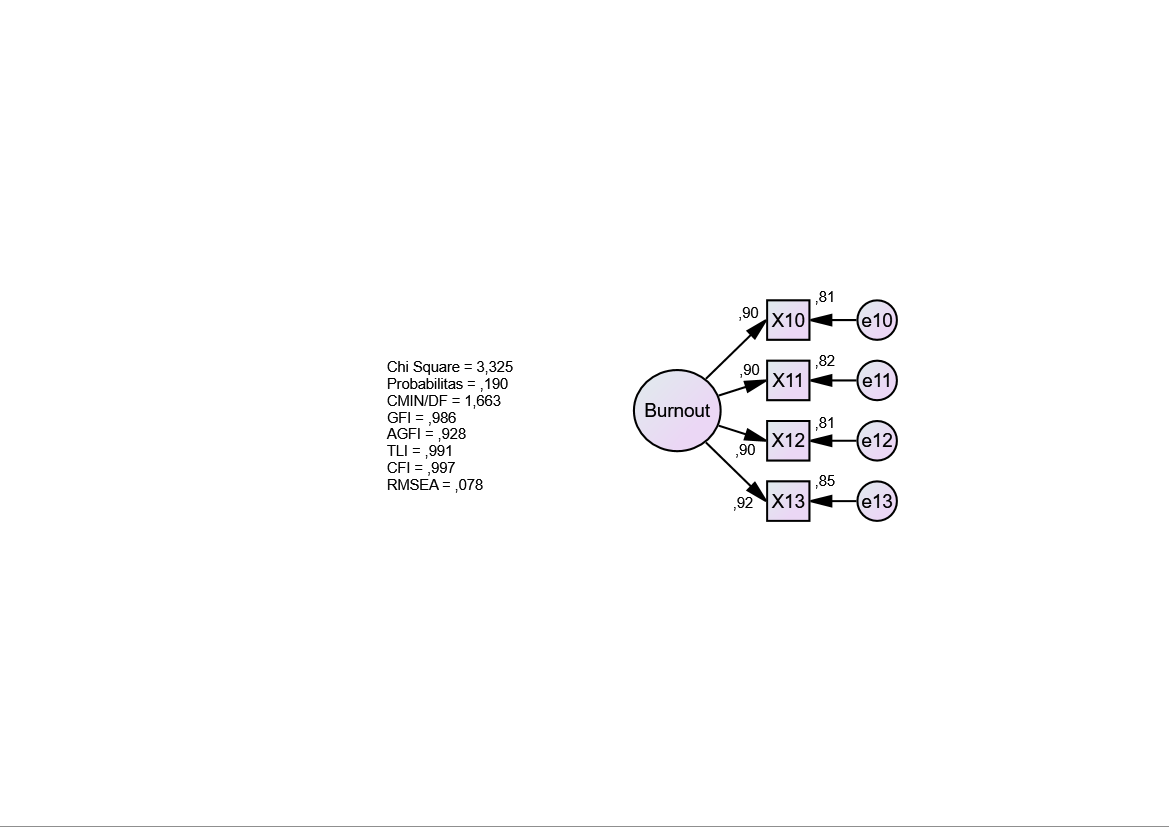 Chi Square = 3,325
Probabilitas = ,190
CMIN/DF = 1,663
GFI = ,986
AGFI = ,928
TLI = ,991
CFI = ,997
RMSEA = ,078
Burnout
,90
X10
,81
e10
,90
X11
,82
e11
,90
X12
,81
e12
,92
X13
,85
e13